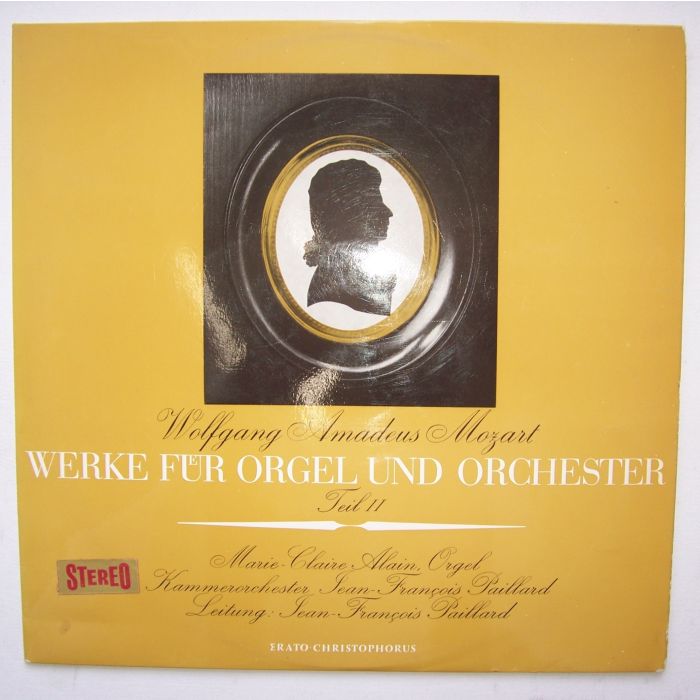 Wolfgang Amadeus Mozart
WERKE FÜR ORGEL UND ORCHESTER
Teil II
Marie-Claire Alain, Orgel
STEREO
Kammerorchester Jean-François Paillard
Leitung: Jean-François Paillard
ERATO·CHRISTOPHORUS